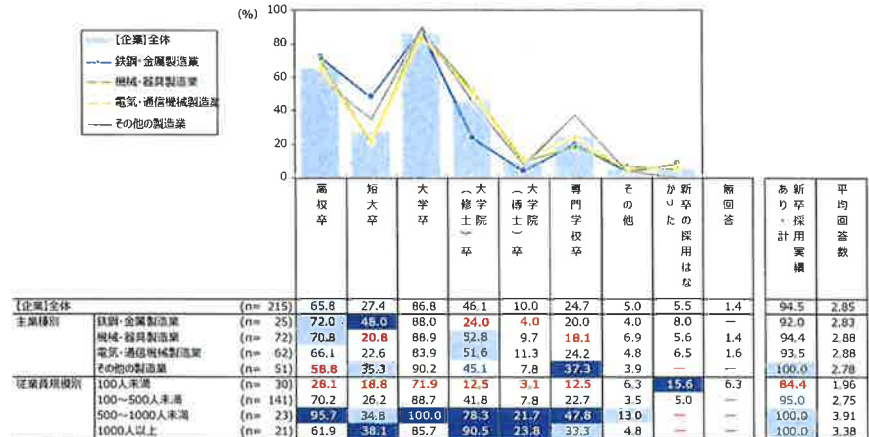 (%)
100
80
60
40
20
0
【企業】全体
鉄鋼・金属製造業
機械・器具製造業
電気・通信機械製造業
その他の製造業
高校卒
短大卒
大学卒
大学院（修士）卒
大学院（博士）卒
専門学校卒
その他
新卒の採用はなかった
無回答
新卒採用実績あり・計
平均回答数
【企業】全体 (n= 215) 65.8 27.4 86.8 46.1 10.0 24.7 5.0 5.5 1.4 94.5 2.85
主業種別 鉄鋼・金属製造業 (n= 25) 72.0 48.0 88.0 24.0 4.0 20.0 4.0 8.0 — 92.0 2.83
機械・器具製造業 (n= 72) 70.8 20.8 88.9 52.8 9.7 18.1 6.9 5.6 1.4 94.4 2.88
電気・通信機械製造業 (n= 62) 66.1 22.6 83.9 51.6 11.3 24.2 4.8 6.5 1.6 93.5 2.88
その他の製造業 (n= 51) 58.8 35.3 90.2 45.1 7.8 37.3 3.9 — — 100.0 2.78
従業員規模別 100人未満 (n= 30) 28.1 18.8 71.9 12.5 3.1 12.5 6.3 15.6 6.3 84.4 1.96
100～500人未満 (n= 141) 70.2 26.2 88.7 41.8 7.8 22.7 3.5 5.0 — 95.0 2.75
500～1000人未満 (n= 23) 95.7 34.8 100.0 78.3 21.7 47.8 13.0 — — 100.0 3.91
1000人以上 (n= 21) 61.9 38.1 85.7 90.5 23.8 33.3 4.8 — — 100.0 3.38